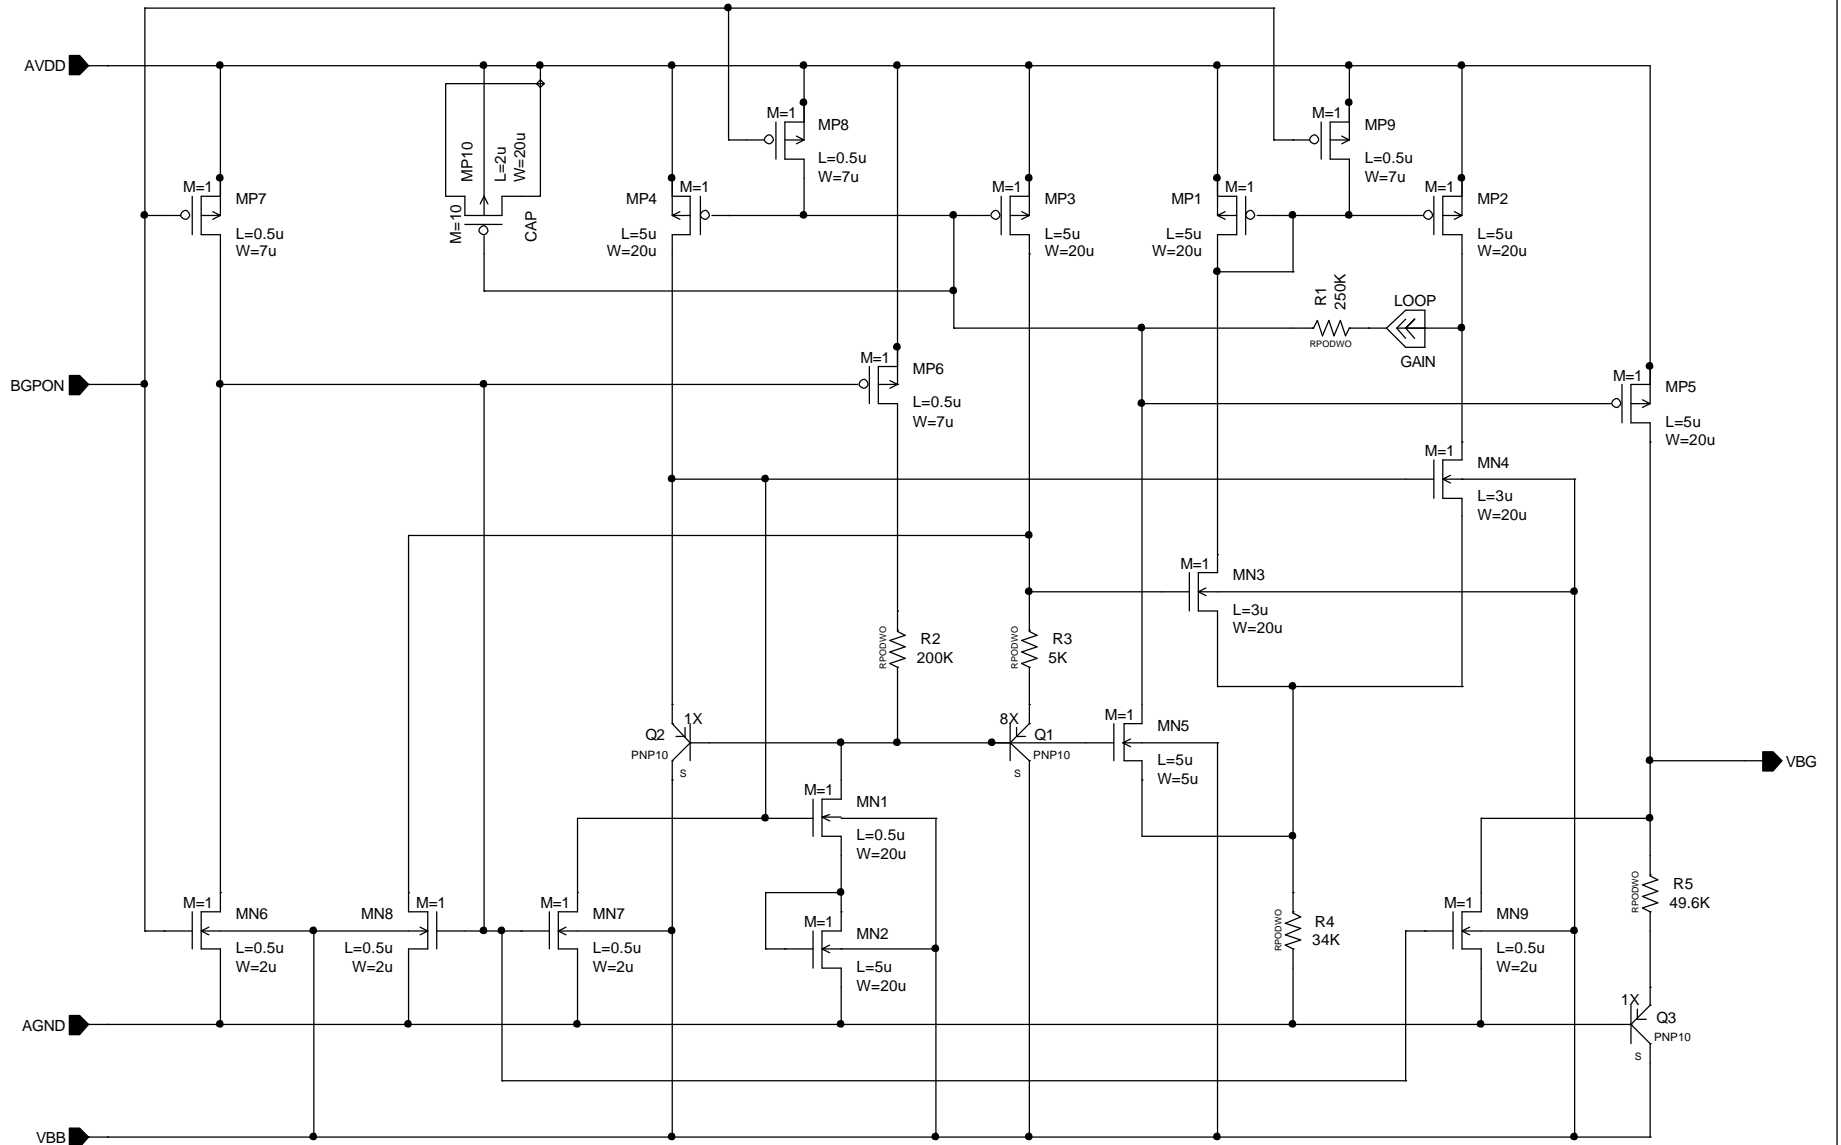 AVDD
M=1
MP8
L=0.5u
W=7u
M=1
MP9
L=0.5u
W=7u
MP10
L=2u
W=20u
M=10
CAP
M=1
MP7
L=0.5u
W=7u
MP4
M=1
L=5u
W=20u
M=1
MP3
L=5u
W=20u
MP1
M=1
L=5u
W=20u
M=1
MP2
L=5u
W=20u
R1
250K
RPODWO
LOOP
GAIN
BGPON
M=1
MP6
L=0.5u
W=7u
M=1
MP5
L=5u
W=20u
M=1
MN4
L=3u
W=20u
M=1
MN3
L=3u
W=20u
RPODWO
R2
200K
RPODWO
R3
5K
1X
Q2
PNP10
S
8X
Q1
PNP10
S
M=1
MN5
L=5u
W=5u
VBG
M=1
MN1
L=0.5u
W=20u
M=1
MN6
L=0.5u
W=2u
M=1
MN8
L=0.5u
W=2u
M=1
MN7
L=0.5u
W=2u
M=1
MN2
L=5u
W=20u
RPODWO
R4
34K
M=1
MN9
L=0.5u
W=2u
RPODWO
R5
49.6K
AGND
1X
Q3
PNP10
S
VBB